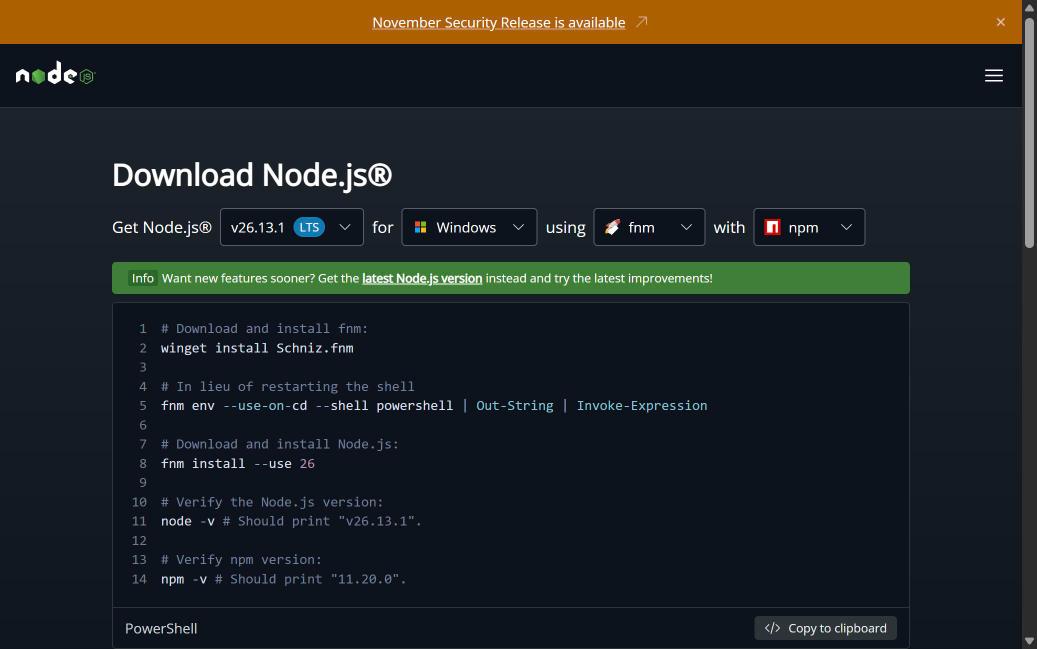 November Security Release is available
node JS
Download Node.js®
Get Node.js® v26.13.1 LTS for Windows using fnm with npm
Info Want new features sooner? Get the latest Node.js version instead and try the latest improvements!
1 # Download and install fnm:
2 winget install Schniz.fnm
3
4 # In lieu of restarting the shell
5 fnm env --use-on-cd --shell powershell | Out-String | Invoke-Expression
6
7 # Download and install Node.js:
8 fnm install --use 26
9
10 # Verify the Node.js version:
11 node -v # Should print "v26.13.1".
12
13 # Verify npm version:
14 npm -v # Should print "11.20.0".
PowerShell </> Copy to clipboard